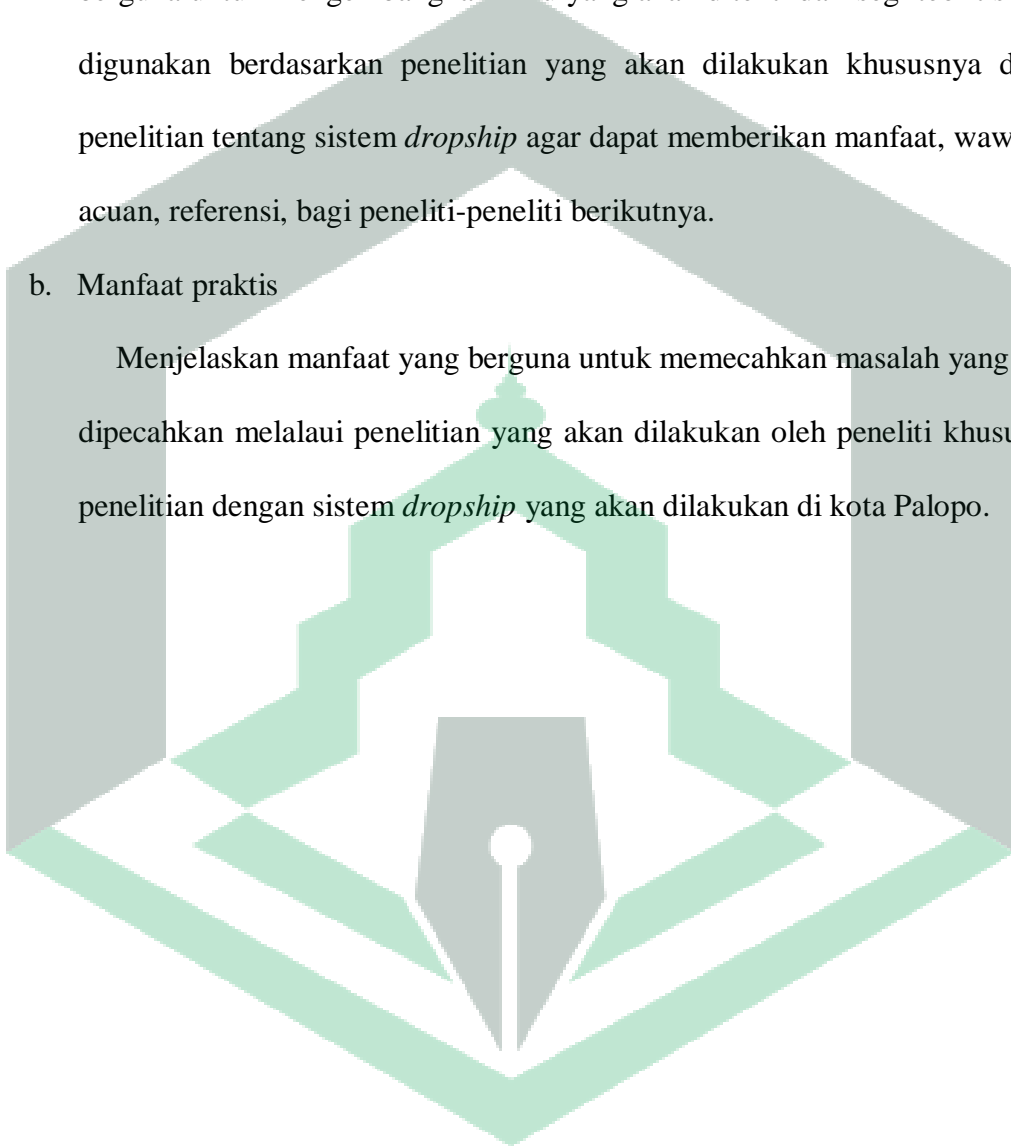 digunakan berdasarkan penelitian yang akan dilakukan khususnya
penelitian tentang sistem dropship agar dapat memberikan manfaat,
acuan, referensi, bagi peneliti-peneliti berikutnya.
b. Manfaat praktis
Menjelaskan manfaat yang berguna untuk memecahkan masalah yang
dipecahkan melalaui penelitian yang akan dilakukan oleh peneliti
penelitian dengan sistem dropship yang akan dilakukan di kota Palopo.